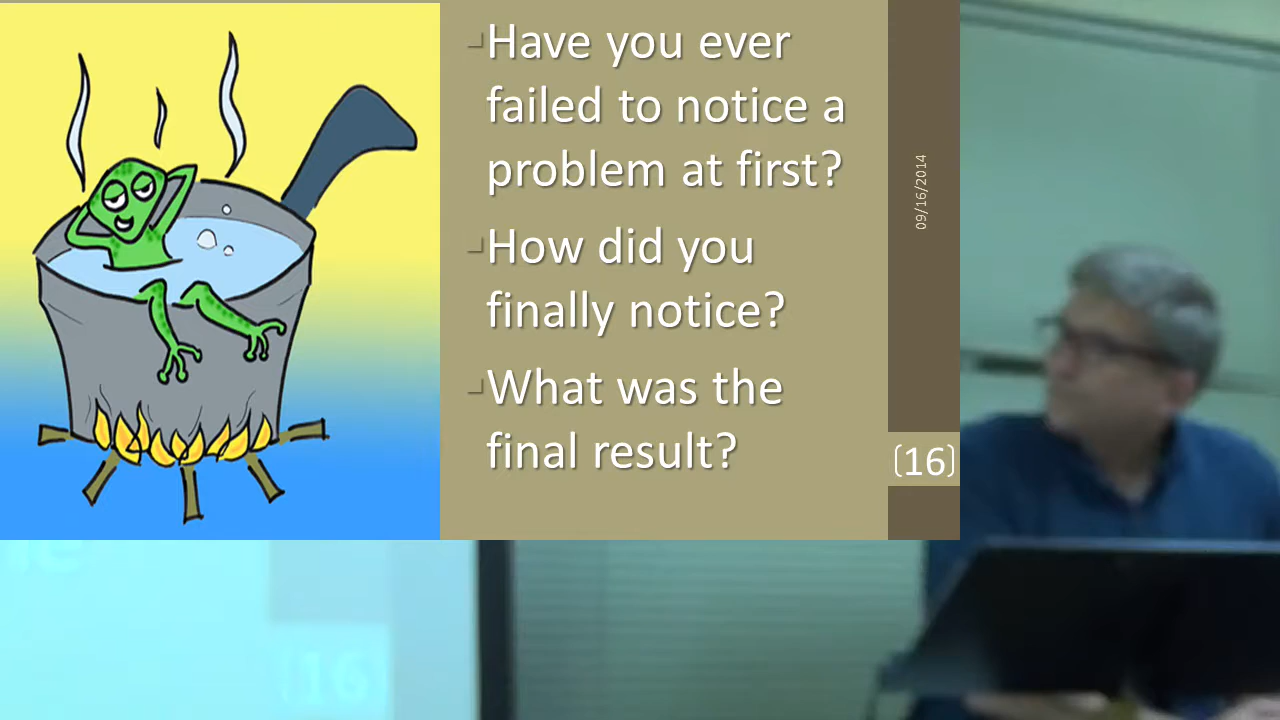 Have you ever
failed to notice a
problem at first?
How did you
finally notice?
What was the
final result?
09/16/2014
(16)
(16)